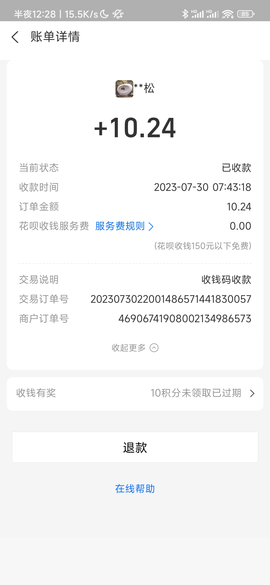 半夜12:28 | 15.5K/s
85
账单详情
**松
+10.24
当前状态 已收款
收款时间 2023-07-30 07:43:18
订单金额 10.24
花呗收钱服务费 服务费规则 0.00
(花呗收钱150元以下免费)
交易说明 收钱码收款
交易订单号 2023073022001486571441830057
商户订单号 46906741908002134986573
收起更多
收钱有奖 10积分未领取已过期
退款
在线帮助